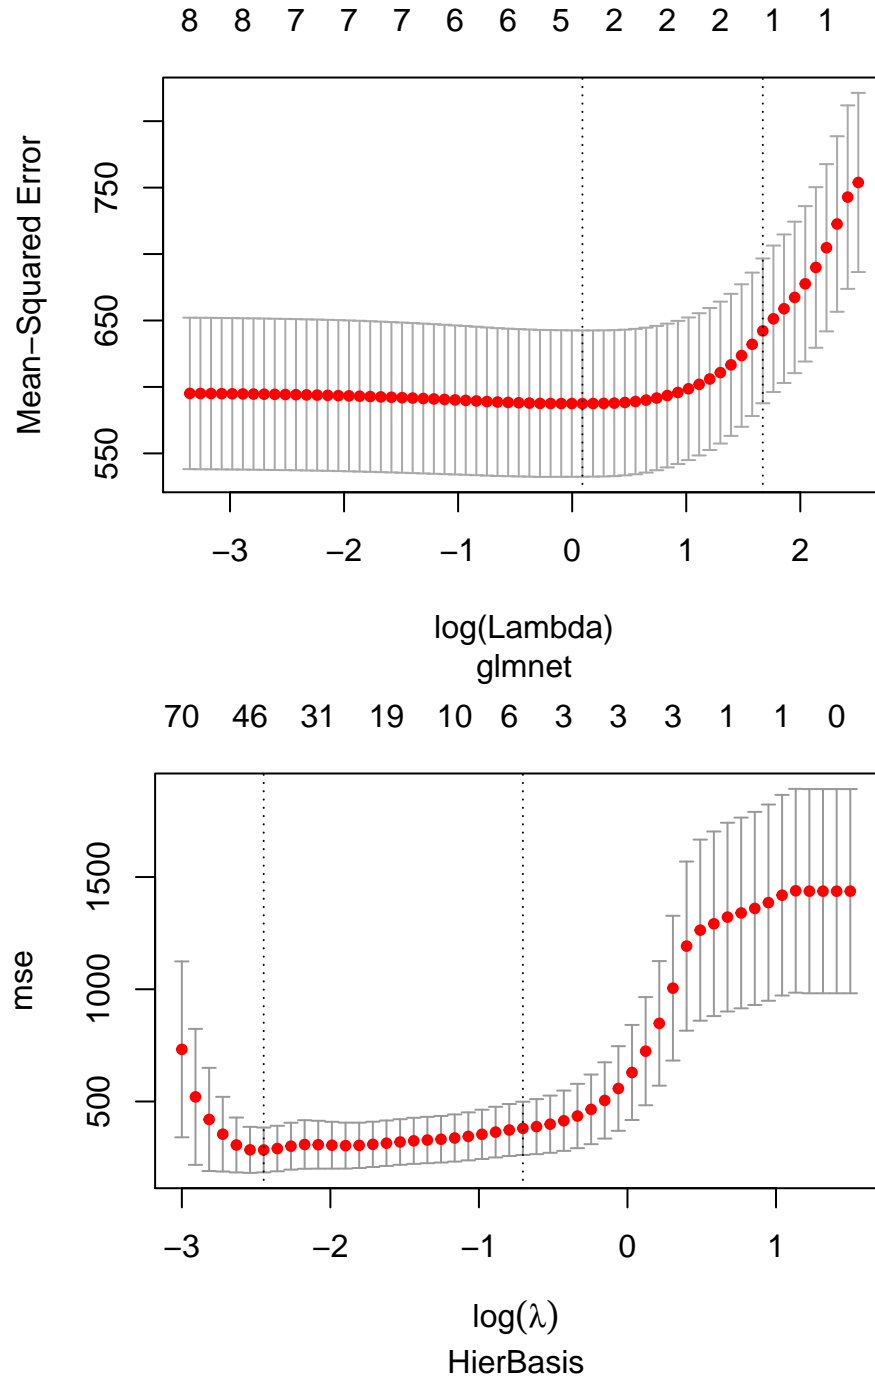 8 8 7 7 7 6 6 5 2 2 2 1 1
Mean−Squared Error
750
650
550
−3 −2 −1 0 1 2
log(Lambda)
glmnet
70 46 31 19 10 6 3 3 3 1 1 0
mse
1500
1000
500
−3 −2 −1 0 1
log(λ)
HierBasis